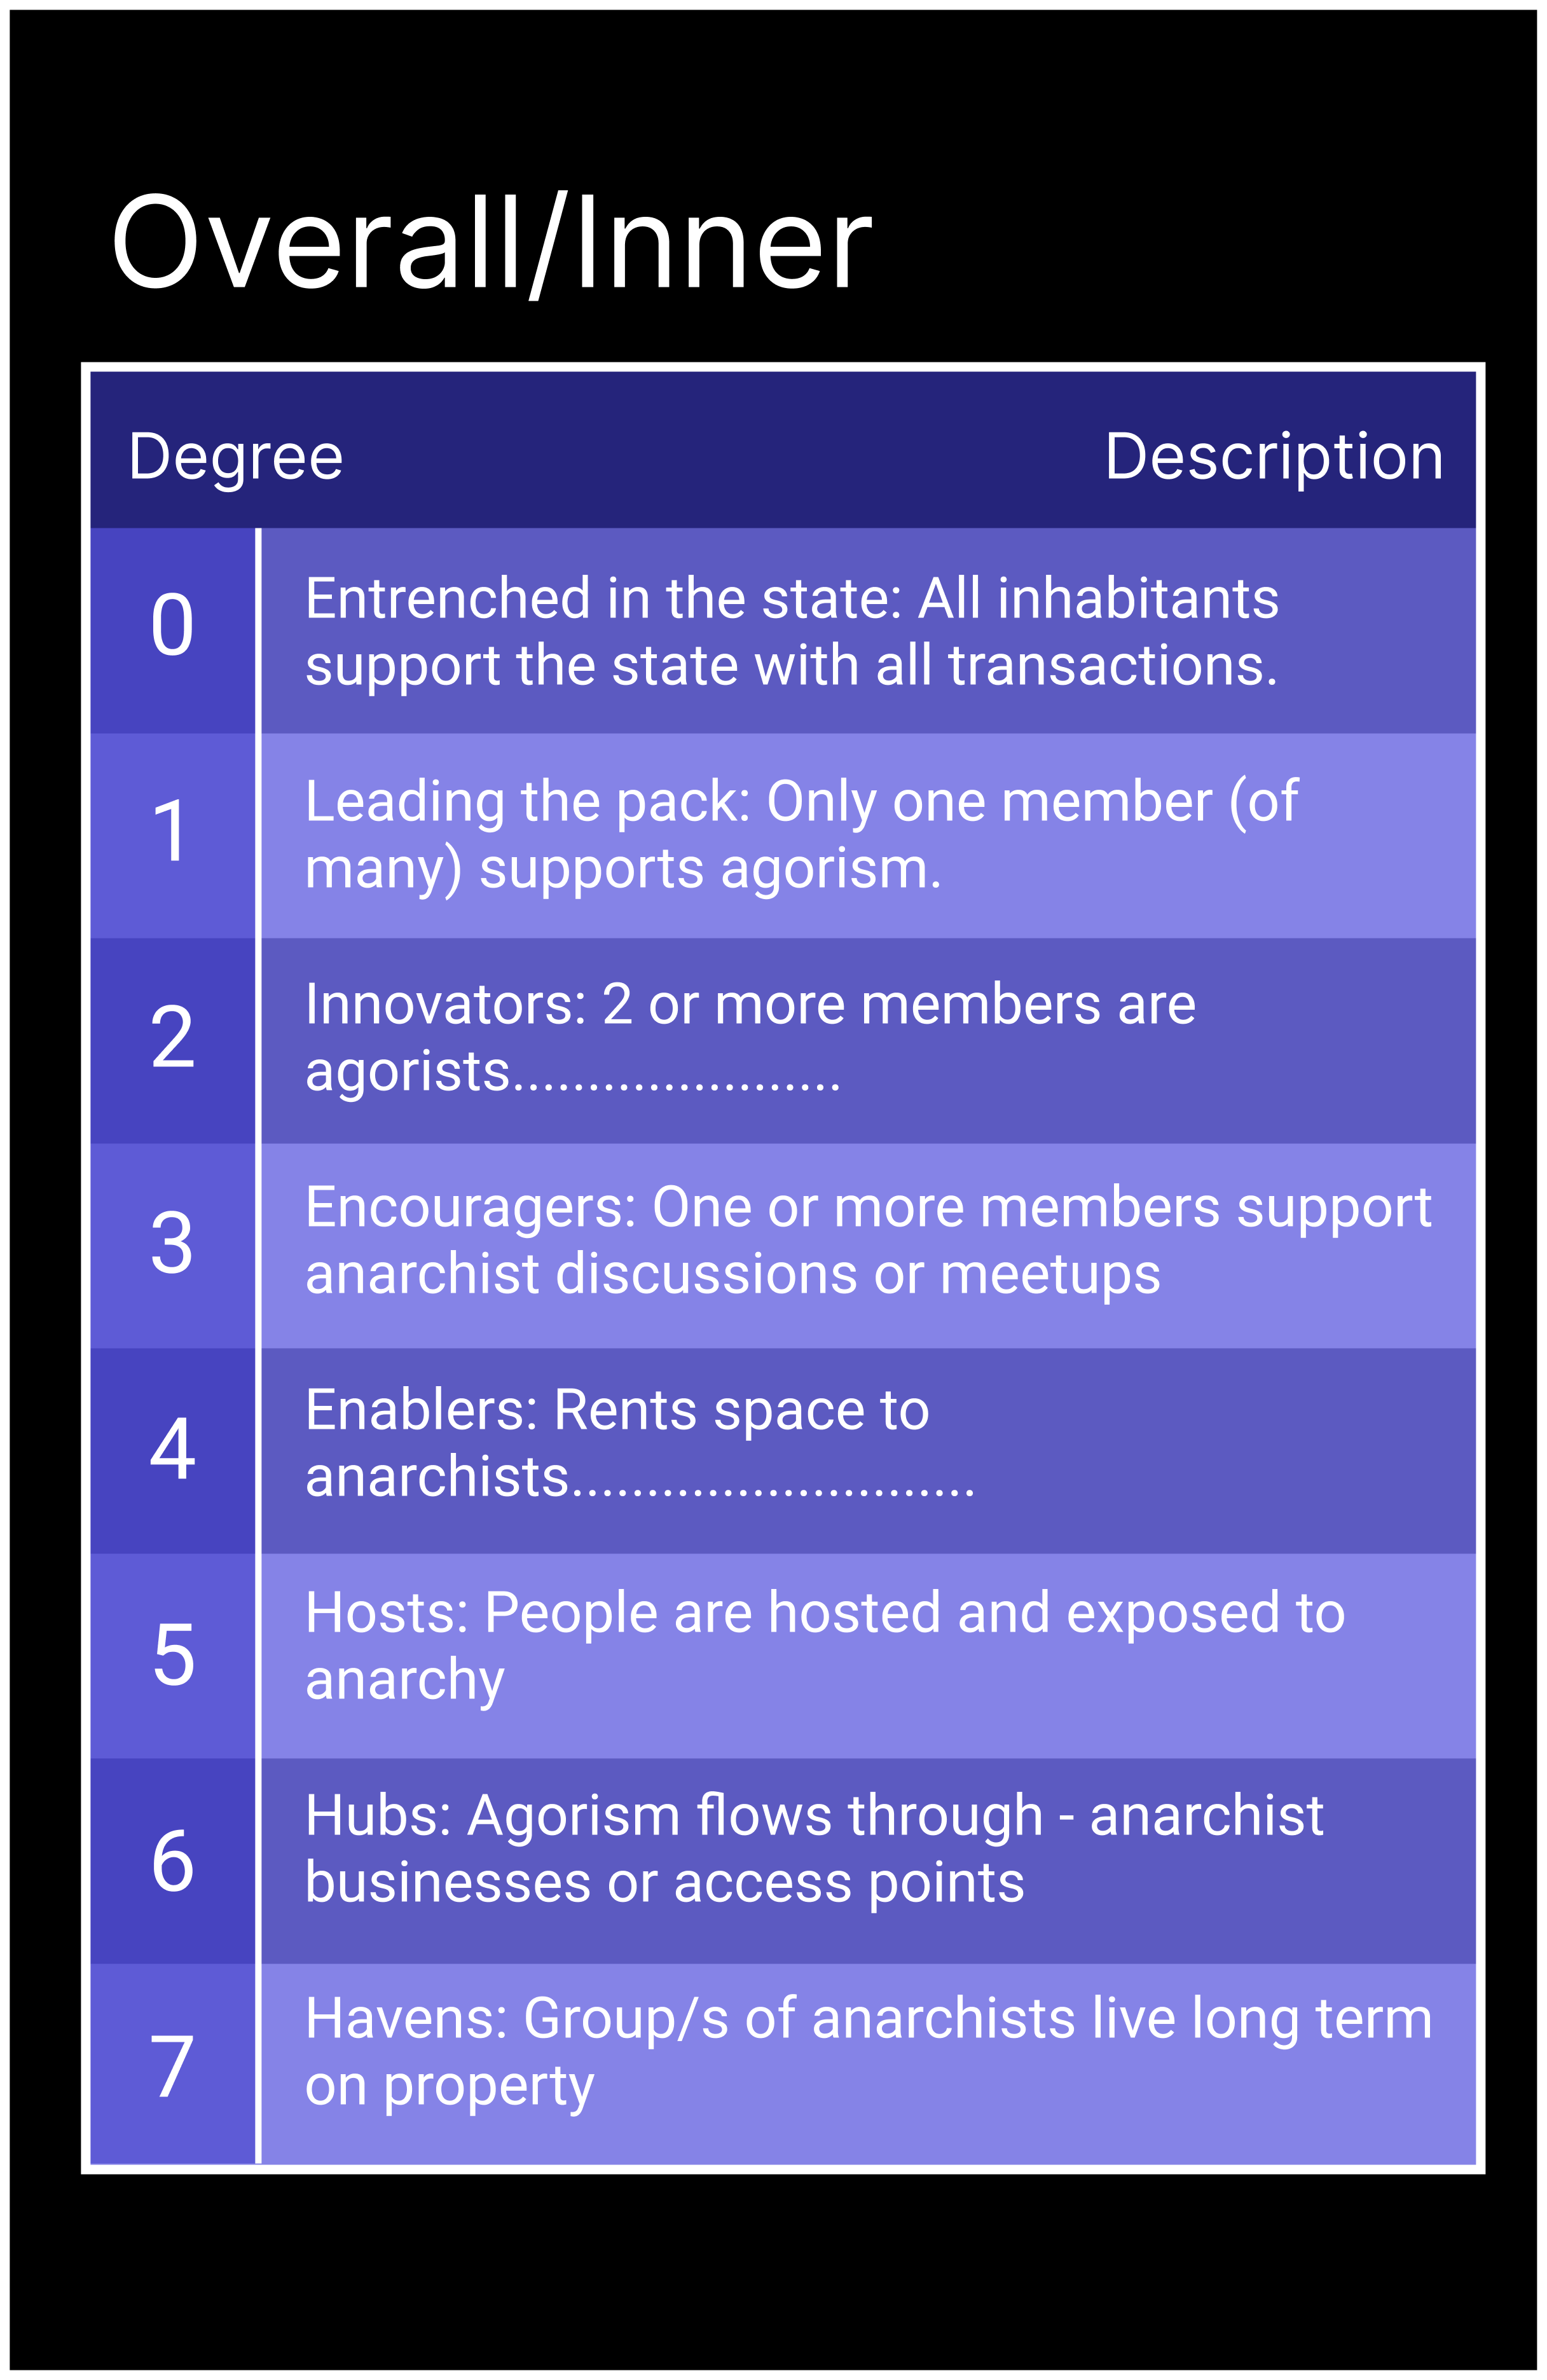 Overall/Inner
Degree Description
0 Entrenched in the state: All inhabitants
support the state with all transactions.
1 Leading the pack: Only one member (of
many) supports agorism.
2 Innovators: 2 or more members are
agorists......................
3 Encouragers: One or more members support
anarchist discussions or meetups
4 Enablers: Rents space to
anarchists...........................
5 Hosts: People are hosted and exposed to
anarchy
6 Hubs: Agorism flows through - anarchist
businesses or access points
7 Havens: Group/s of anarchists live long term
on property